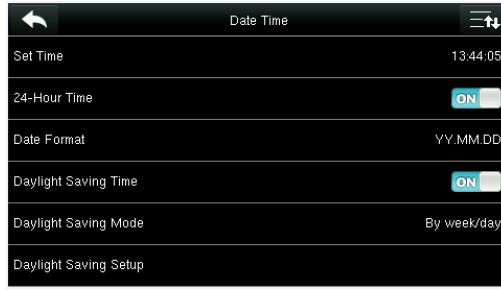 Date Time
Set Time 13:44:05
24-Hour Time ON
Date Format YY.MM.DD
Daylight Saving Time ON
Daylight Saving Mode By week/day
Daylight Saving Setup